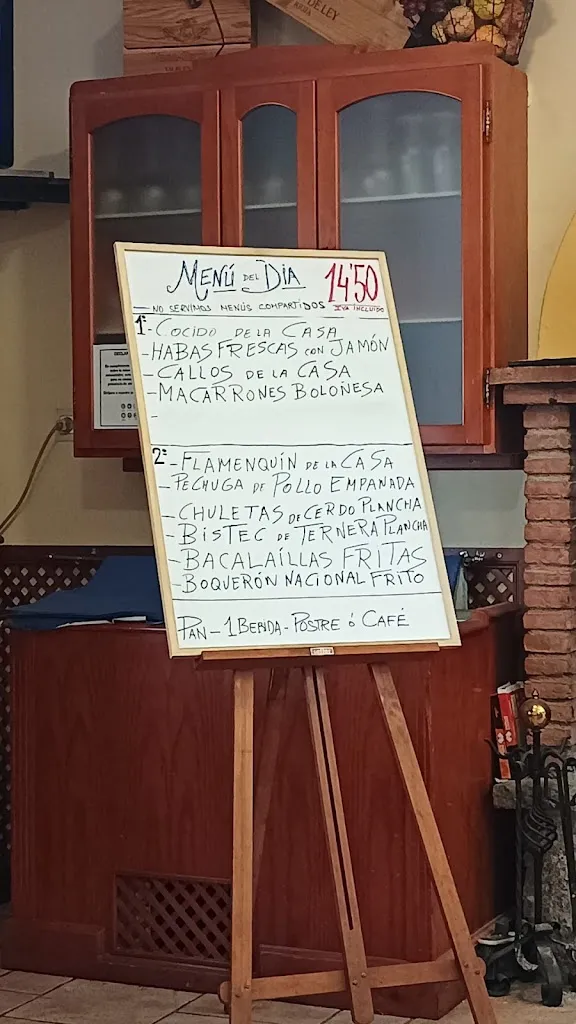 DE LEY
MENÚ DEL DIA 14'50
NO SERVIMOS MENÚS COMPARTIDOS IVA INCLUIDO
1º- COCIDO DE LA CASA
- HABAS FRESCAS CON JAMÓN
- CALLOS DE LA CASA
- MACARRONES BOLOÑESA
-
2º - FLAMENQUÍN DE LA CASA
- PECHUGA DE POLLO EMPANADA
- CHULETAS DE CERDO PLANCHA
- BISTEC DE TERNERA PLANCHA
- BACALAÍLLAS FRITAS
- BOQUERÓN NACIONAL FRITO
PAN - 1 BEBIDA - POSTRE Ó CAFÉ